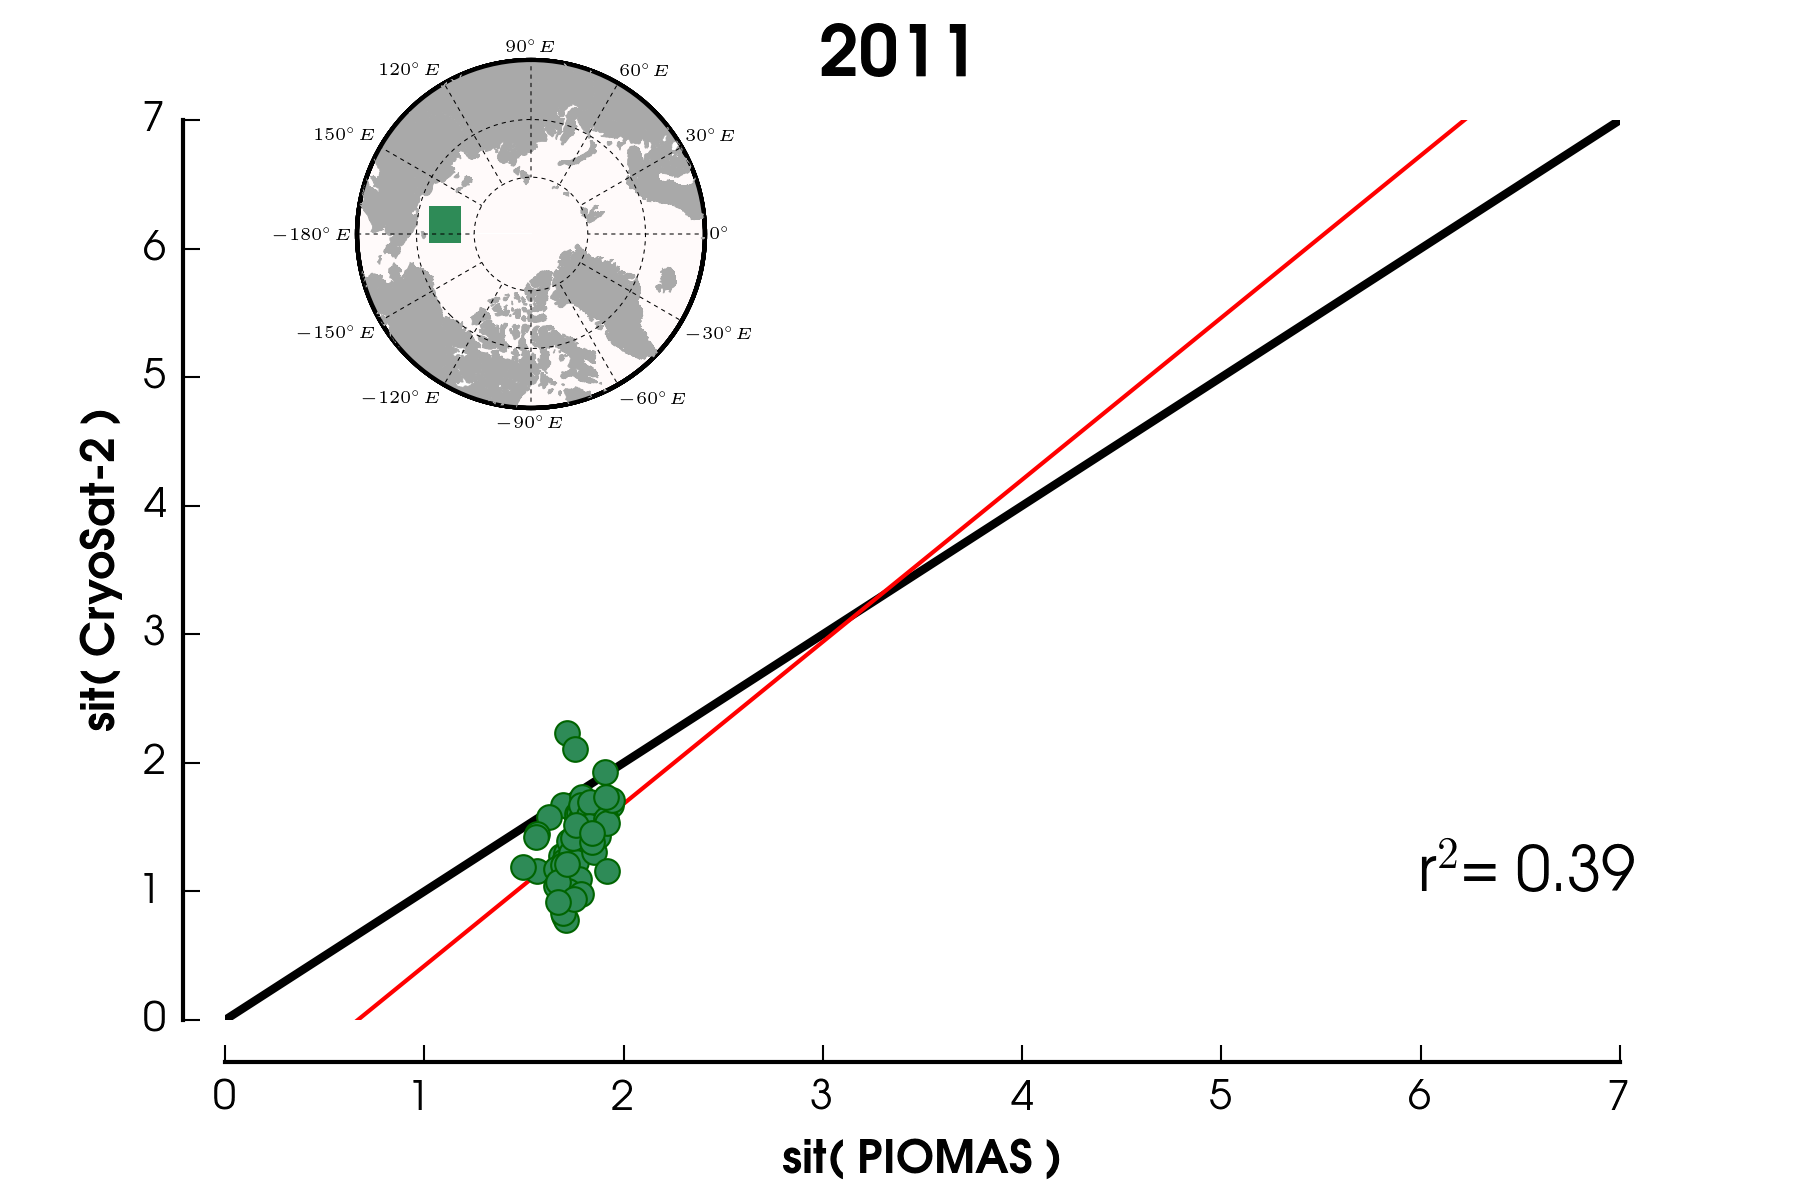 2011
90° E
120° E
60° E
150° E
30° E
−180° E
0°
−150° E
−30° E
−120° E
−60° E
−90° E
7
6
5
4
3
2
1
0
sit( CryoSat-2 )
r²= 0.39
0 1 2 3 4 5 6 7
sit( PIOMAS )